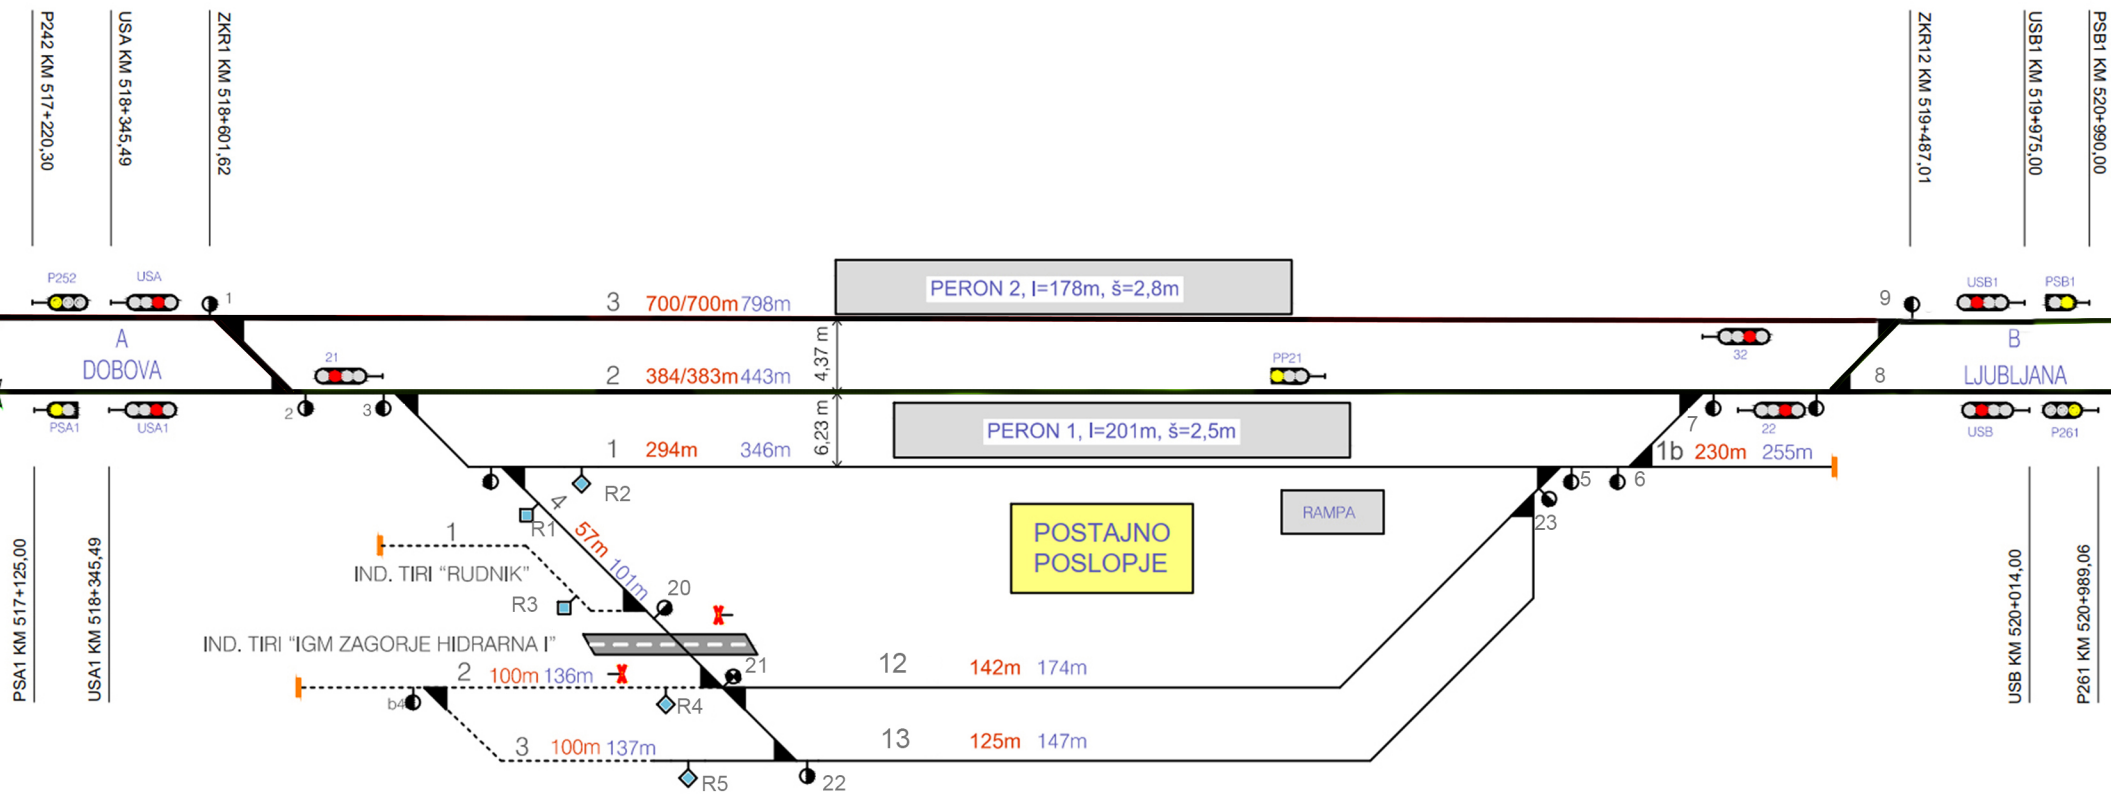 P242 KM 517+220,30
USA KM 518+345,49
ZKR1 KM 518+601,62
ZKR12 KM 519+487,01
USB1 KM 519+975,00
PSB1 KM 520+990,00
P252
USA
1
3 700/700m 798m
PERON 2, l=178m, š=2,8m
9
USB1
PSB1
A
DOBOVA
21
2 384/383m 443m
4,37 m
PP21
32
8
B
LJUBLJANA
PSA1
USA1
2
3
1 294m 346m
6,23 m
PERON 1, l=201m, š=2,5m
7
22
1b 230m 255m
USB
P261
4
R2
R1
57m
101m
5
6
23
RAMPA
POSTAJNO
POSLOPJE
1
IND. TIRI “RUDNIK”
R3
20
IND. TIRI “IGM ZAGORJE HIDRARNA I”
2 100m 136m
21
12 142m 174m
b4
R4
3 100m 137m
13 125m 147m
R5
22
PSA1 KM 517+125,00
USA1 KM 518+345,49
USB KM 520+014,00
P261 KM 520+989,06